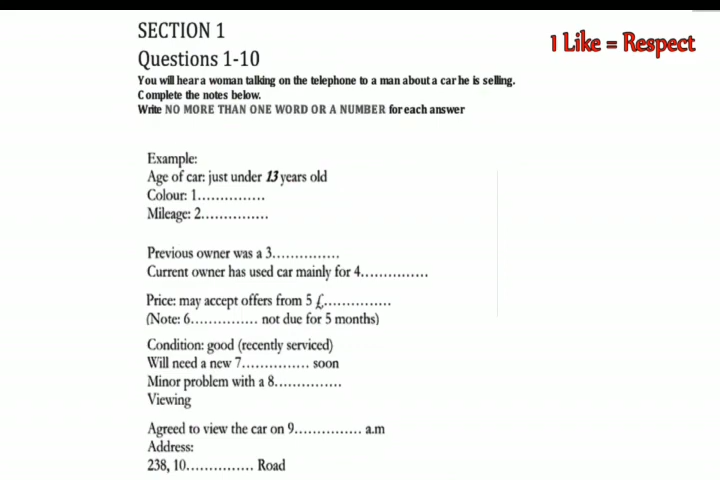 SECTION 1
1 Like = Respect
Questions 1-10
You will hear a woman talking on the telephone to a man about a car he is selling.
Complete the notes below.
Write NO MORE THAN ONE WORD OR A NUMBER for each answer
Example:
Age of car: just under 13 years old
Colour: 1...............
Mileage: 2...............
Previous owner was a 3...............
Current owner has used car mainly for 4...............
Price: may accept offers from 5 £...............
(Note: 6............... not due for 5 months)
Condition: good (recently serviced)
Will need a new 7............... soon
Minor problem with a 8...............
Viewing
Agreed to view the car on 9............... a.m
Address:
238, 10............... Road